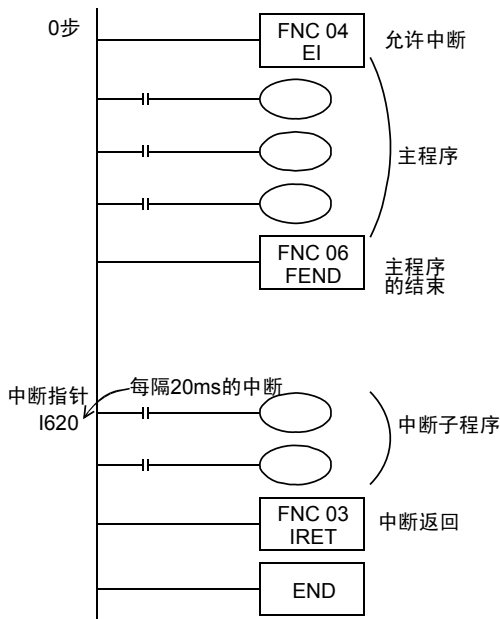 0步
FNC 04
EI
允许中断
主程序
FNC 06
FEND
主程序
的结束
中断指针
I620
每隔20ms的中断
中断子程序
FNC 03
IRET
中断返回
END